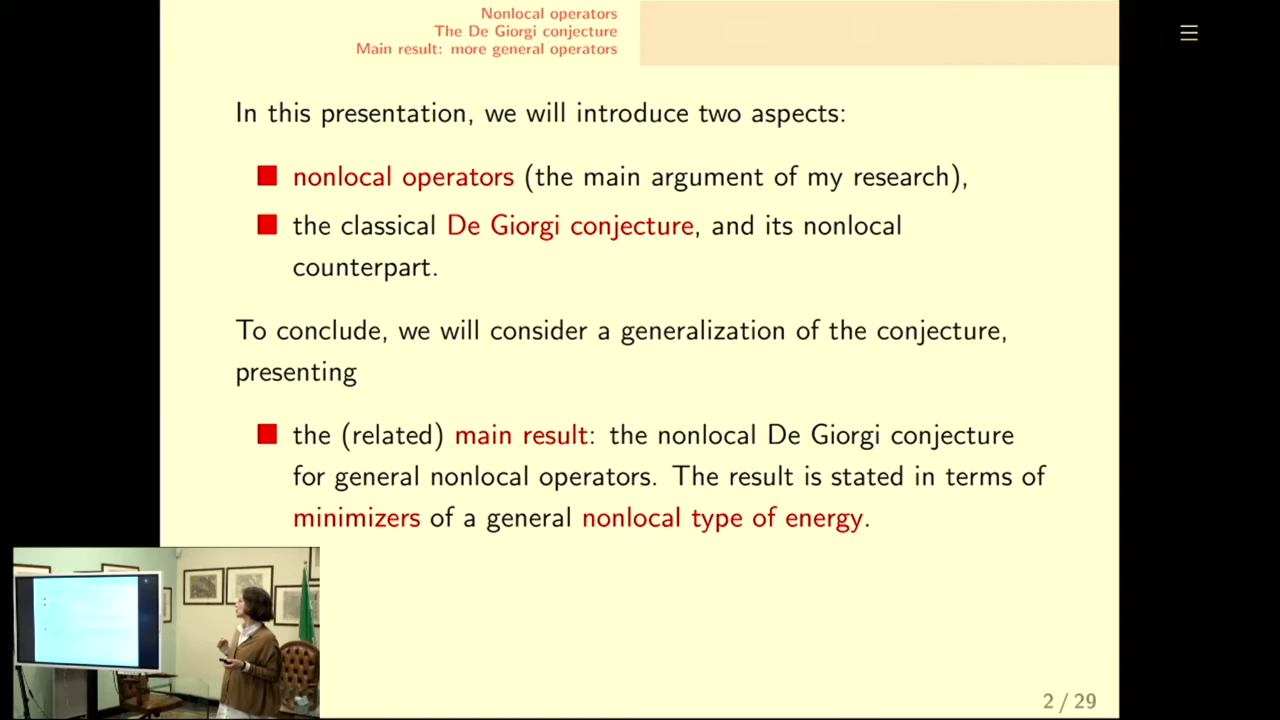 Nonlocal operators
The De Giorgi conjecture
Main result: more general operators
In this presentation, we will introduce two aspects:
nonlocal operators (the main argument of my research),
the classical De Giorgi conjecture, and its nonlocal
counterpart.
To conclude, we will consider a generalization of the conjecture,
presenting
the (related) main result: the nonlocal De Giorgi conjecture
for general nonlocal operators. The result is stated in terms of
minimizers of a general nonlocal type of energy.
2 / 29